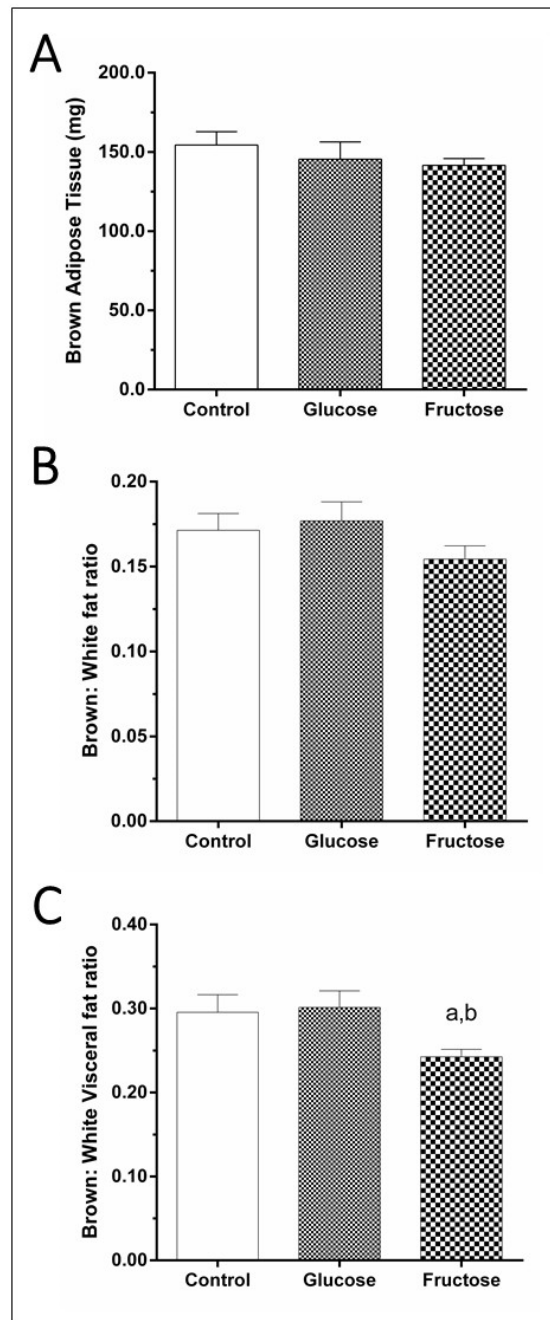 A
Brown Adipose Tissue (mg)
200.0
150.0
100.0
50.0
0.0
Control Glucose Fructose
B
Brown: White fat ratio
0.20
0.15
0.10
0.05
0.00
Control Glucose Fructose
C
Brown: White Visceral fat ratio
0.40
0.30
0.20
0.10
0.00
a,b
Control Glucose Fructose